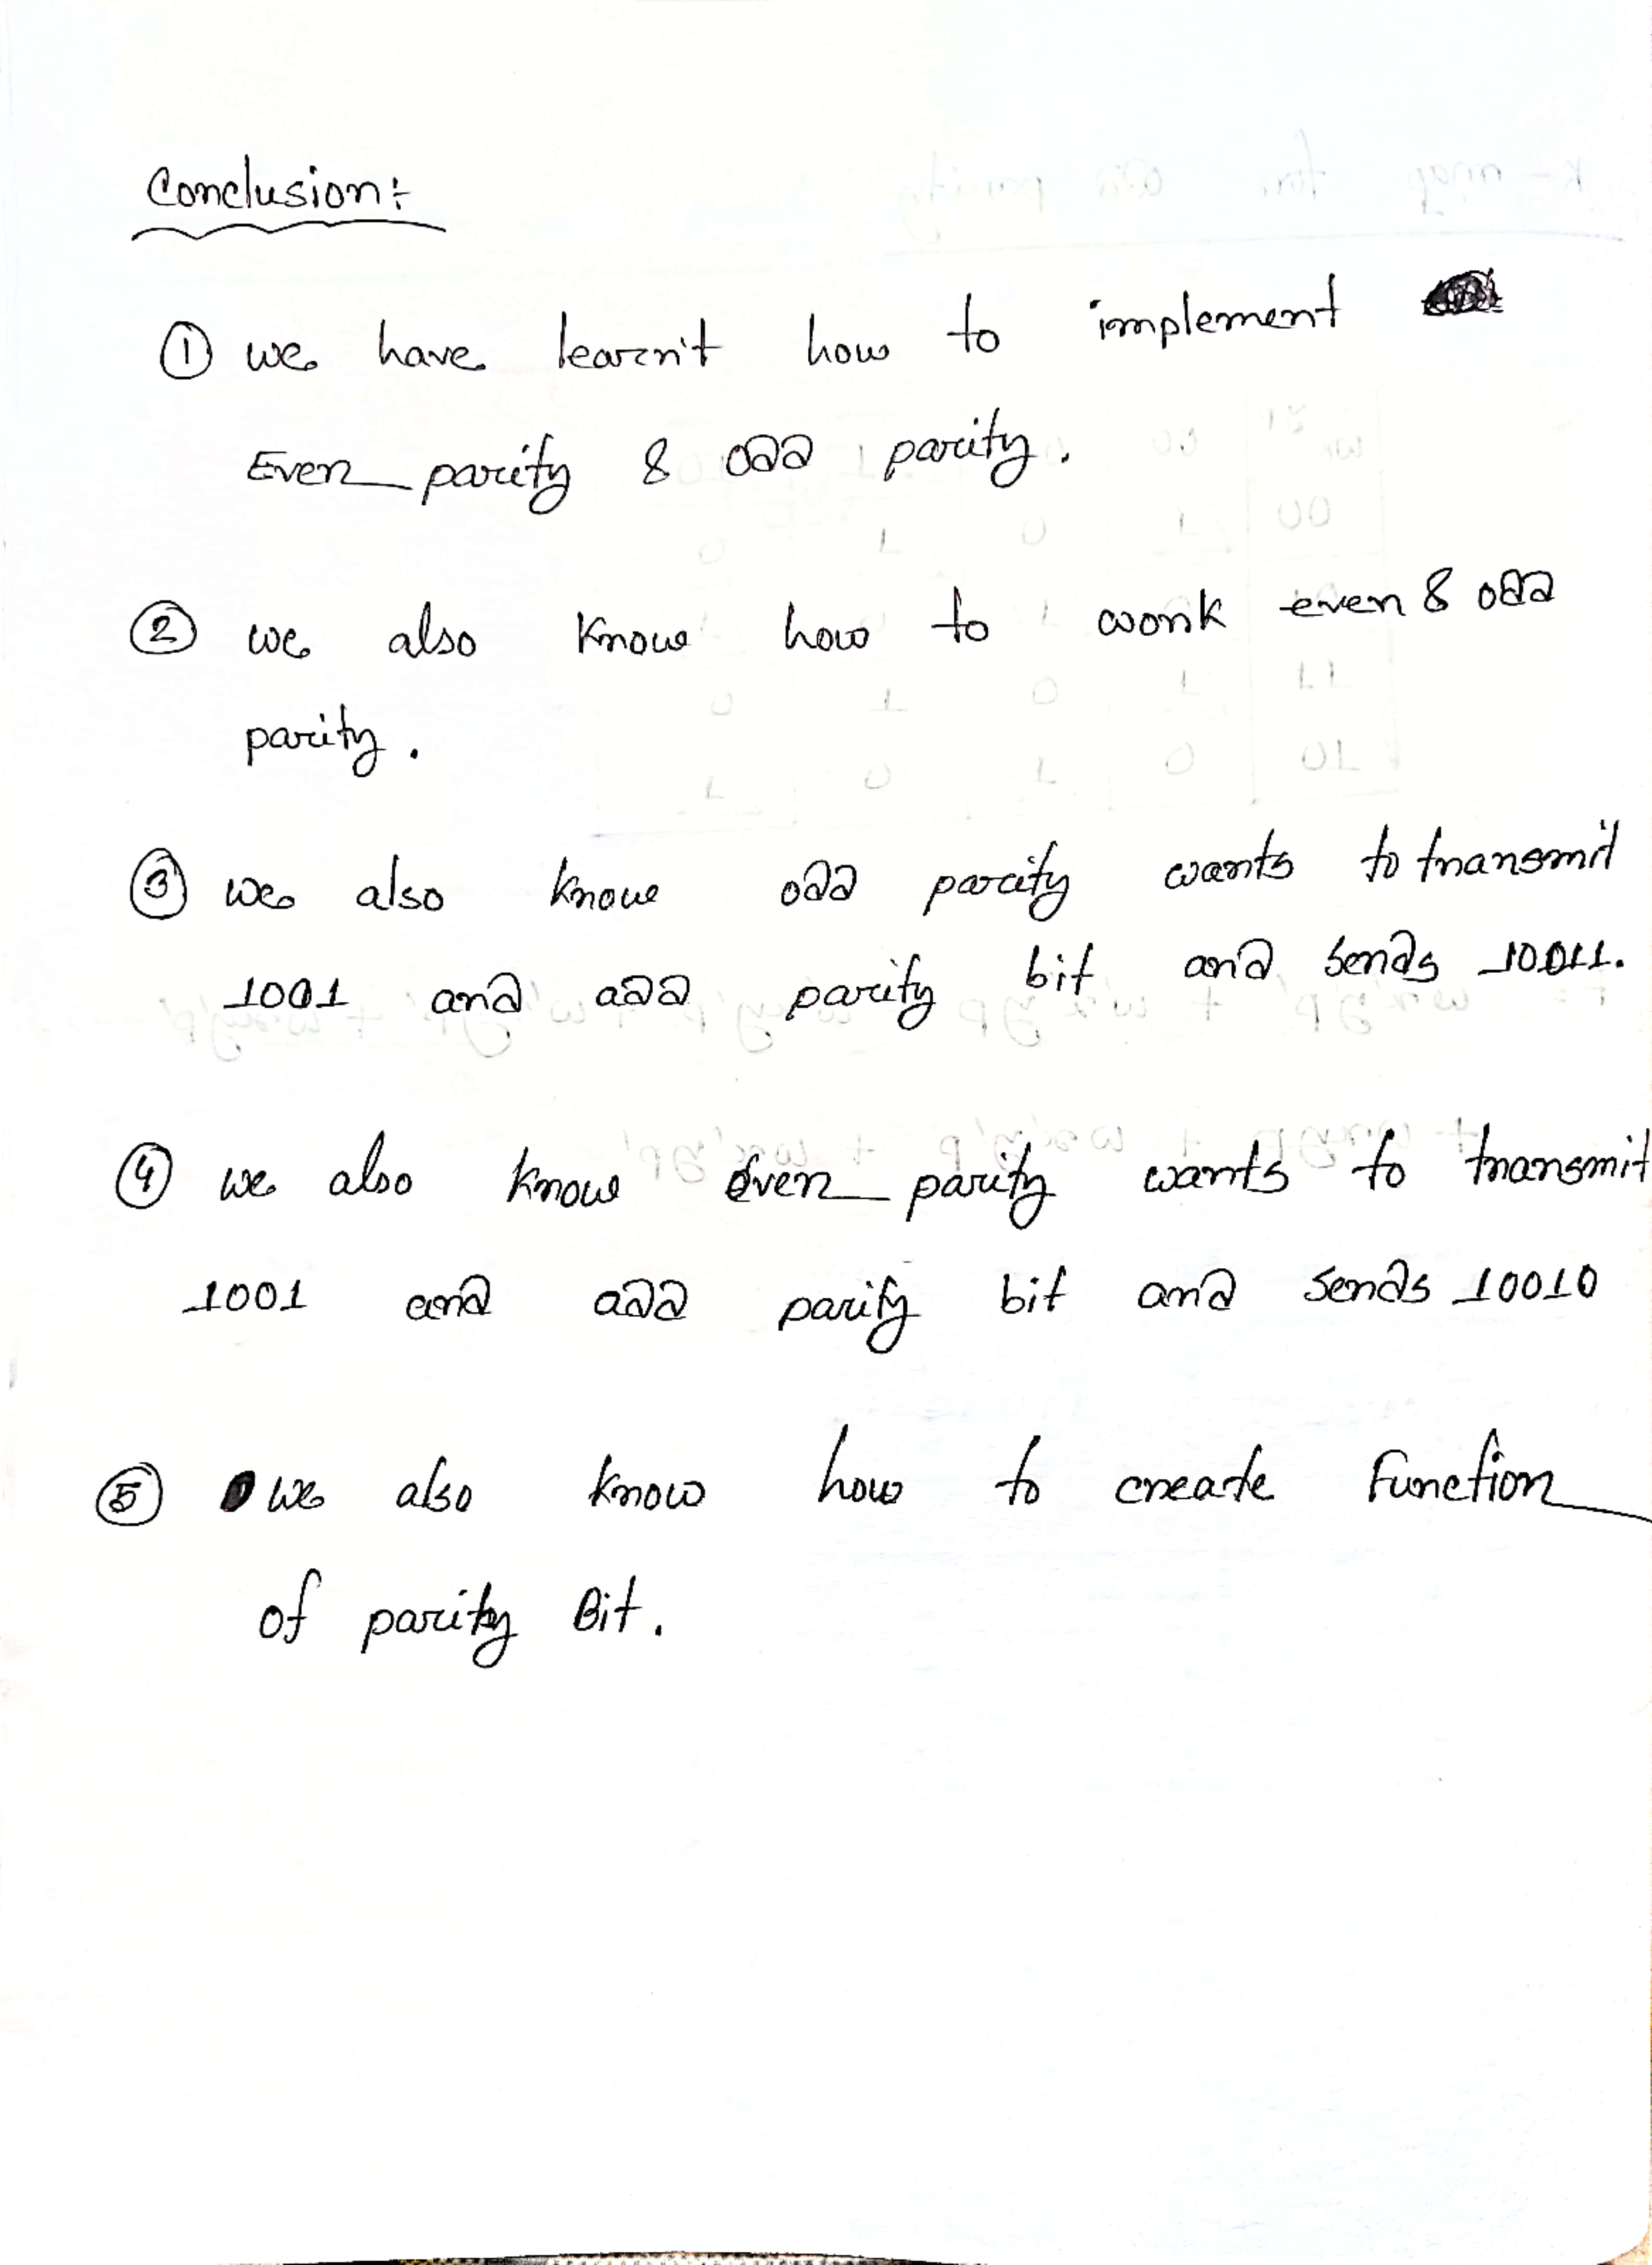 Conclusion:
① we have learn't how to implement
Even parity & odd parity.
② we also know how to work even & odd
parity.
③ we also know odd parity wants to transmit
1001 and add parity bit and sends 10011.
④ we also know Even parity wants to transmit
1001 and add parity bit and sends 10010
⑤ we also know how to create Function
of parity Bit.